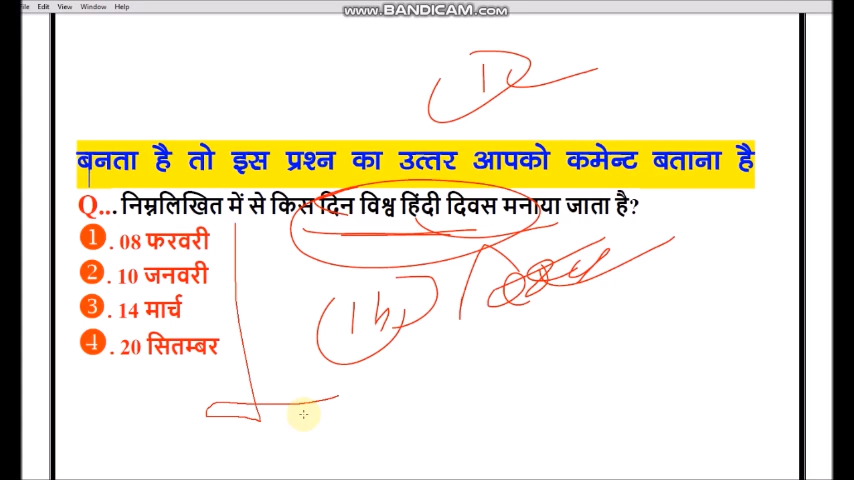 File Edit View Window Help
www.BANDICAM.com
बनता है तो इस प्रश्न का उत्तर आपको कमेन्ट बताना है
Q... निम्नलिखित में से किस दिन विश्व हिंदी दिवस मनाया जाता है?
1. 08 फरवरी
2. 10 जनवरी
3. 14 मार्च
4. 20 सितम्बर